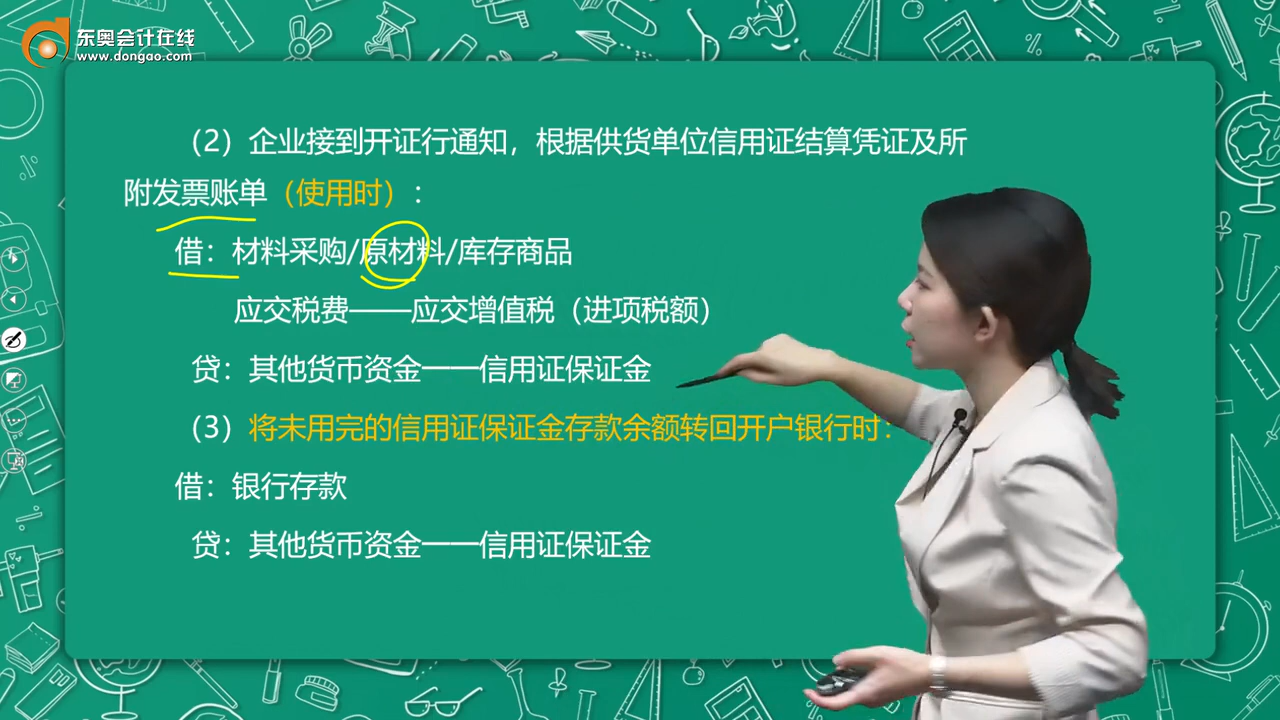 东奥会计在线
www.dongao.com
（2）企业接到开证行通知，根据供货单位信用证结算凭证及所
附发票账单（使用时）：
借：材料采购/原材料/库存商品
应交税费——应交增值税（进项税额）
贷：其他货币资金——信用证保证金
（3）将未用完的信用证保证金存款余额转回开户银行时：
借：银行存款
贷：其他货币资金——信用证保证金